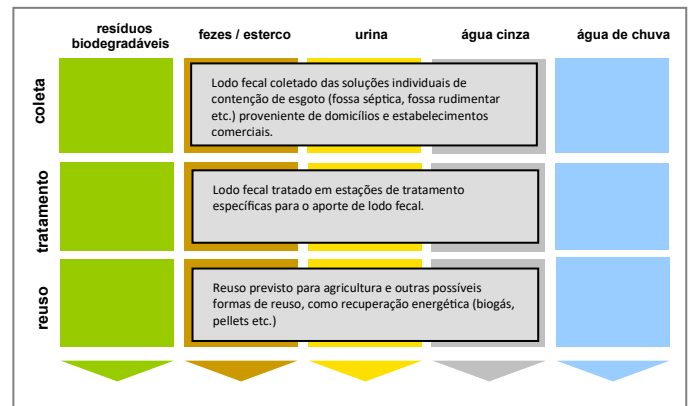 resíduos
biodegradáveis
fezes / esterco
urina
água cinza
água de chuva
coleta
Lodo fecal coletado das soluções individuais de
contenção de esgoto (fossa séptica, fossa rudimentar
etc.) proveniente de domicílios e estabelecimentos
comerciais.
tratamento
Lodo fecal tratado em estações de tratamento
específicas para o aporte de lodo fecal.
reuso
Reuso previsto para agricultura e outras possíveis
formas de reuso, como recuperação energética (biogás,
pellets etc.)